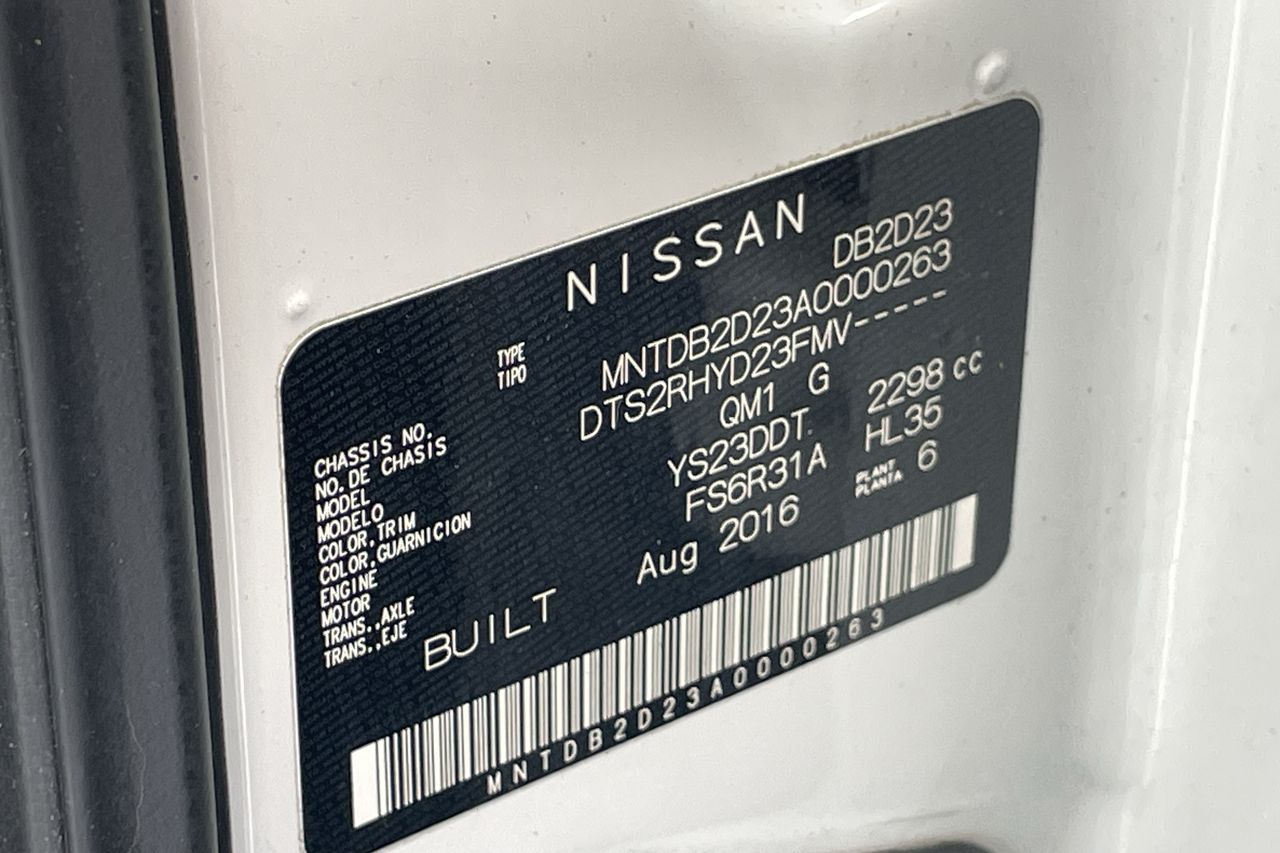 NISSAN
TYPE
TIPO
DB2D23
CHASSIS NO.
NO. DE CHASIS
MNTDB2D23A0000263
MODEL
MODELO
DTS2RHYD23FMV-----
COLOR, TRIM
COLOR, GUARNICION
QM1 G
ENGINE
MOTOR
YS23DDT. 2298 cc
TRANS., AXLE
TRANS., EJE
FS6R31A HL35
BUILT Aug 2016
PLANT
PLANTA
6
MNTDB2D23A0000263